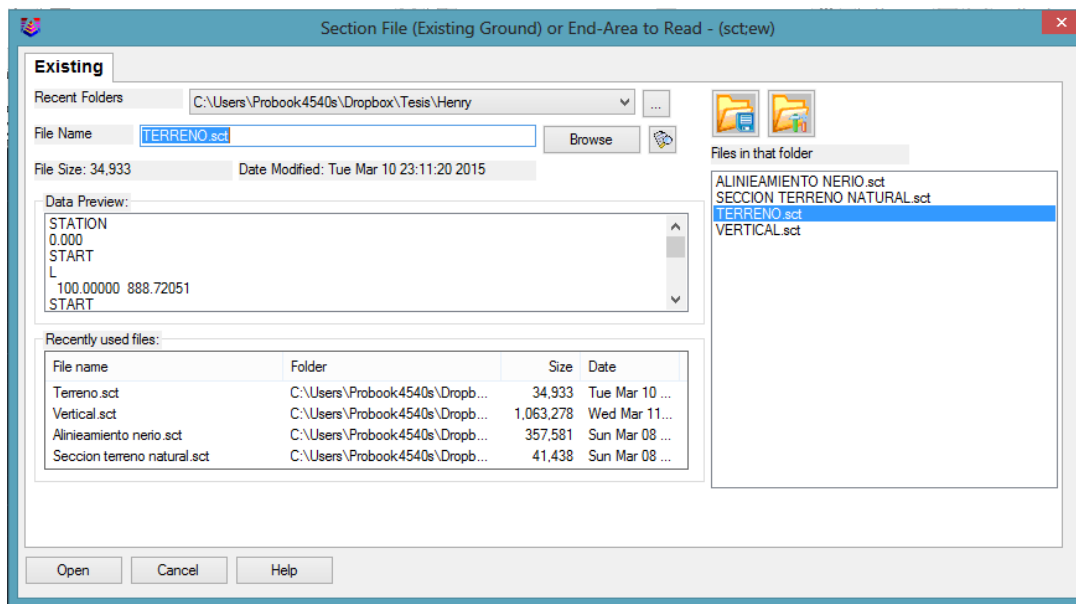 Section File (Existing Ground) or End-Area to Read - (sct;ew)
Existing
Recent Folders C:\Users\Probook4540s\Dropbox\Tesis\Henry ...
File Name TERRENO.sct Browse
File Size: 34,933 Date Modified: Tue Mar 10 23:11:20 2015
Data Preview:
STATION
0.000
START
L
100.00000 888.72051
START
Recently used files:
File name Folder Size Date
Terreno.sct C:\Users\Probook4540s\Dropb... 34,933 Tue Mar 10 ...
Vertical.sct C:\Users\Probook4540s\Dropb... 1,063,278 Wed Mar 11...
Alinieamiento nerio.sct C:\Users\Probook4540s\Dropb... 357,581 Sun Mar 08 ...
Seccion terreno natural.sct C:\Users\Probook4540s\Dropb... 41,438 Sun Mar 08 ...
Files in that folder
ALINIEAMIENTO NERIO.sct
SECCION TERRENO NATURAL.sct
TERRENO.sct
VERTICAL.sct
Open Cancel Help